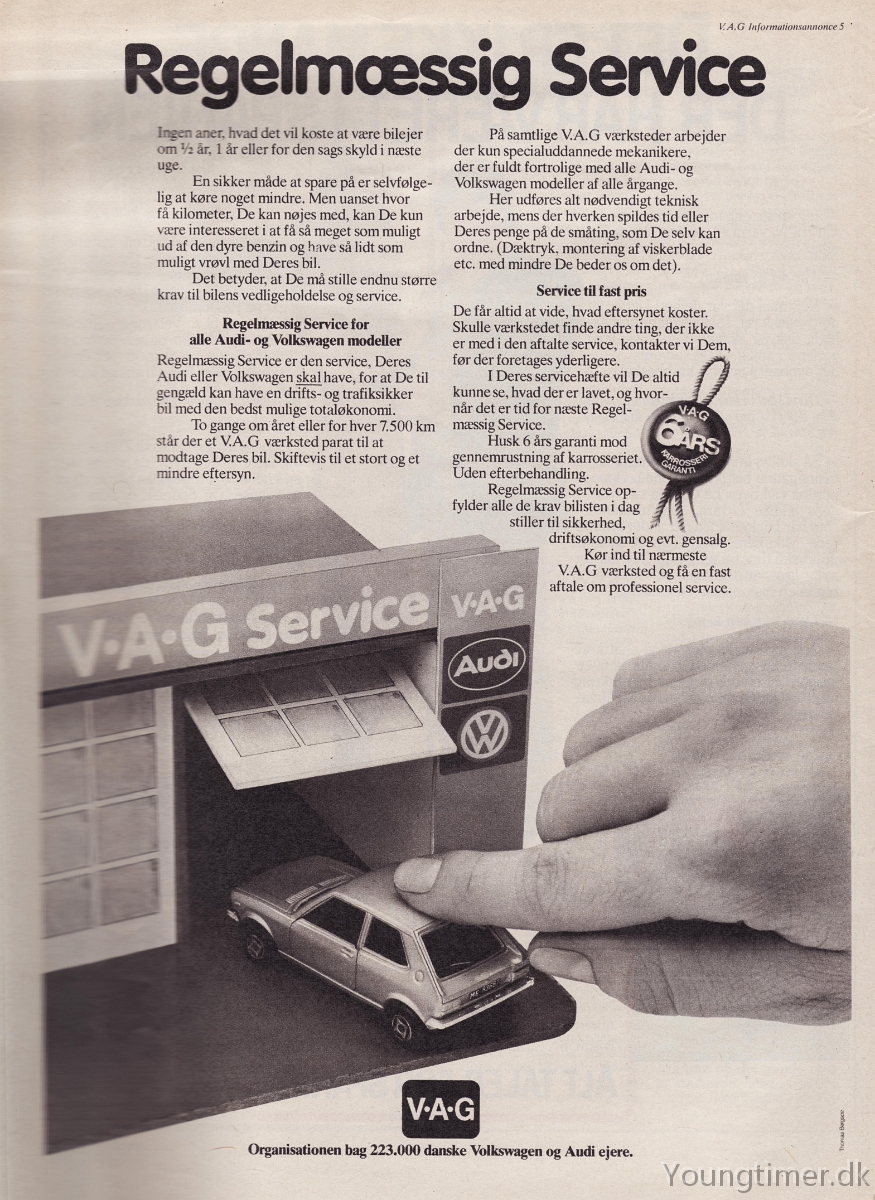 V.A.G Informationsannonce 5
Regelmæssig Service
Ingen aner, hvad det vil koste at være bilejer
om ½ år, 1 år eller for den sags skyld i næste
uge.
En sikker måde at spare på er selvfølge-
lig at køre noget mindre. Men uanset hvor
få kilometer, De kan nøjes med, kan De kun
være interesseret i at få så meget som muligt
ud af den dyre benzin og have så lidt som
muligt vrøvl med Deres bil.
Det betyder, at De må stille endnu større
krav til bilens vedligeholdelse og service.
Regelmæssig Service for
alle Audi- og Volkswagen modeller
Regelmæssig Service er den service, Deres
Audi eller Volkswagen skal have, for at De til
gengæld kan have en drifts- og trafiksikker
bil med den bedst mulige totaløkonomi.
To gange om året eller for hver 7.500 km
står der et V.A.G værksted parat til at
modtage Deres bil. Skiftevis til et stort og et
mindre eftersyn.
På samtlige V.A.G værksteder arbejder
der kun specialuddannede mekanikere,
der er fuldt fortrolige med alle Audi- og
Volkswagen modeller af alle årgange.
Her udføres alt nødvendigt teknisk
arbejde, mens der hverken spildes tid eller
Deres penge på de småting, som De selv kan
ordne. (Dæktryk, montering af viskerblade
etc. med mindre De beder os om det).
Service til fast pris
De får altid at vide, hvad eftersynet koster.
Skulle værkstedet finde andre ting, der ikke
er med i den aftalte service, kontakter vi Dem,
før der foretages yderligere.
I Deres servicehæfte vil De altid
kunne se, hvad der er lavet, og hvor-
når det er tid for næste Regel-
mæssig Service.
Husk 6 års garanti mod
gennemrustning af karrosseriet.
Uden efterbehandling.
Regelmæssig Service op-
fylder alle de krav bilisten i dag
stiller til sikkerhed,
driftsøkonomi og evt. gensalg.
Kør ind til nærmeste
V.A.G værksted og få en fast
aftale om professionel service.
V·A·G
6 ÅRS
KARROSSERI
GARANTI
V·A·G Service
V·A·G
Audi
VW
V·A·G
Organisationen bag 223.000 danske Volkswagen og Audi ejere.
Youngtimer.dk